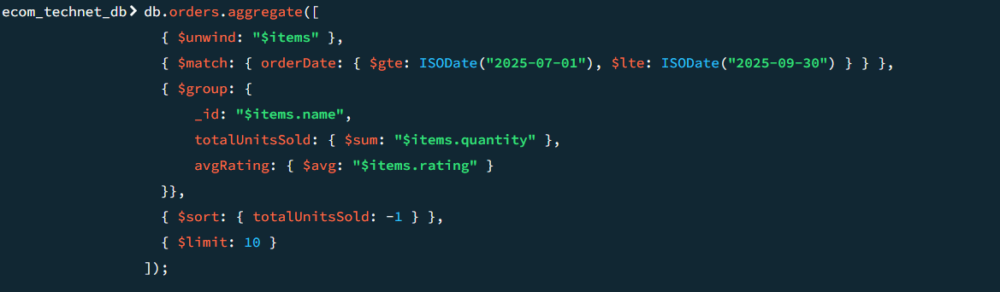 ecom_technet_db> db.orders.aggregate([
{ $unwind: "$items" },
{ $match: { orderDate: { $gte: ISODate("2025-07-01"), $lte: ISODate("2025-09-30") } } },
{ $group: {
_id: "$items.name",
totalUnitsSold: { $sum: "$items.quantity" },
avgRating: { $avg: "$items.rating" }
}},
{ $sort: { totalUnitsSold: -1 } },
{ $limit: 10 }
]);